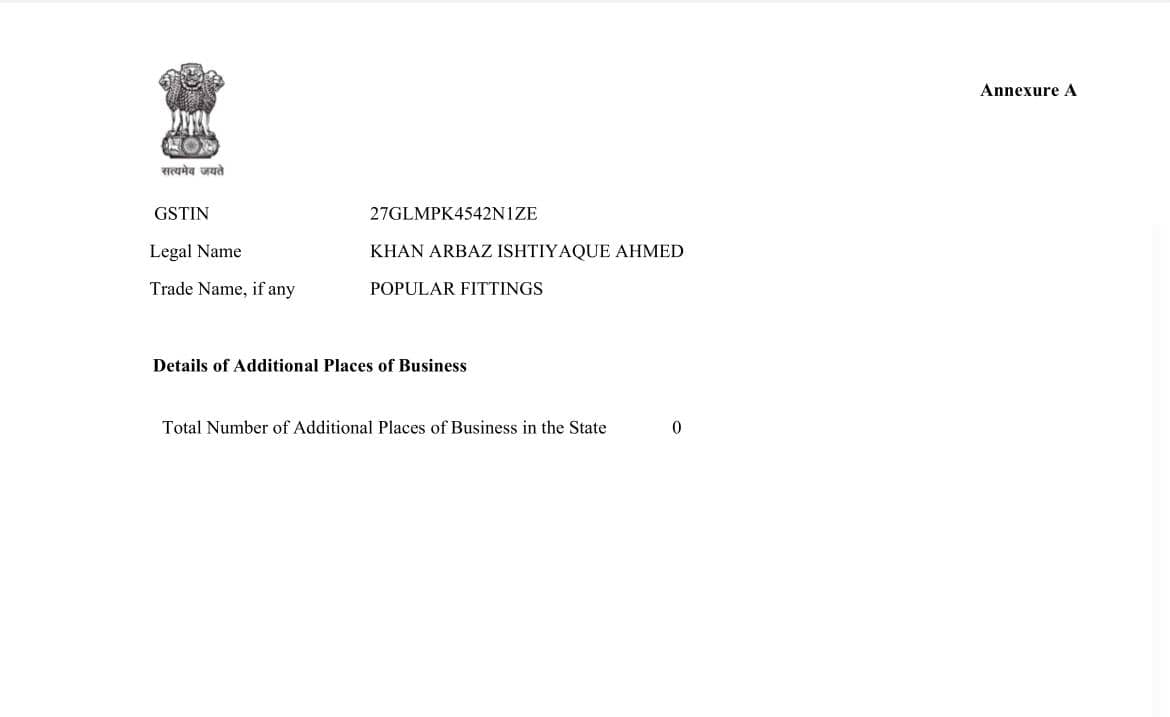 Annexure A
सत्यमेव जयते
GSTIN 27GLMPK4542N1ZE
Legal Name KHAN ARBAZ ISHTIYAQUE AHMED
Trade Name, if any POPULAR FITTINGS
Details of Additional Places of Business
Total Number of Additional Places of Business in the State 0